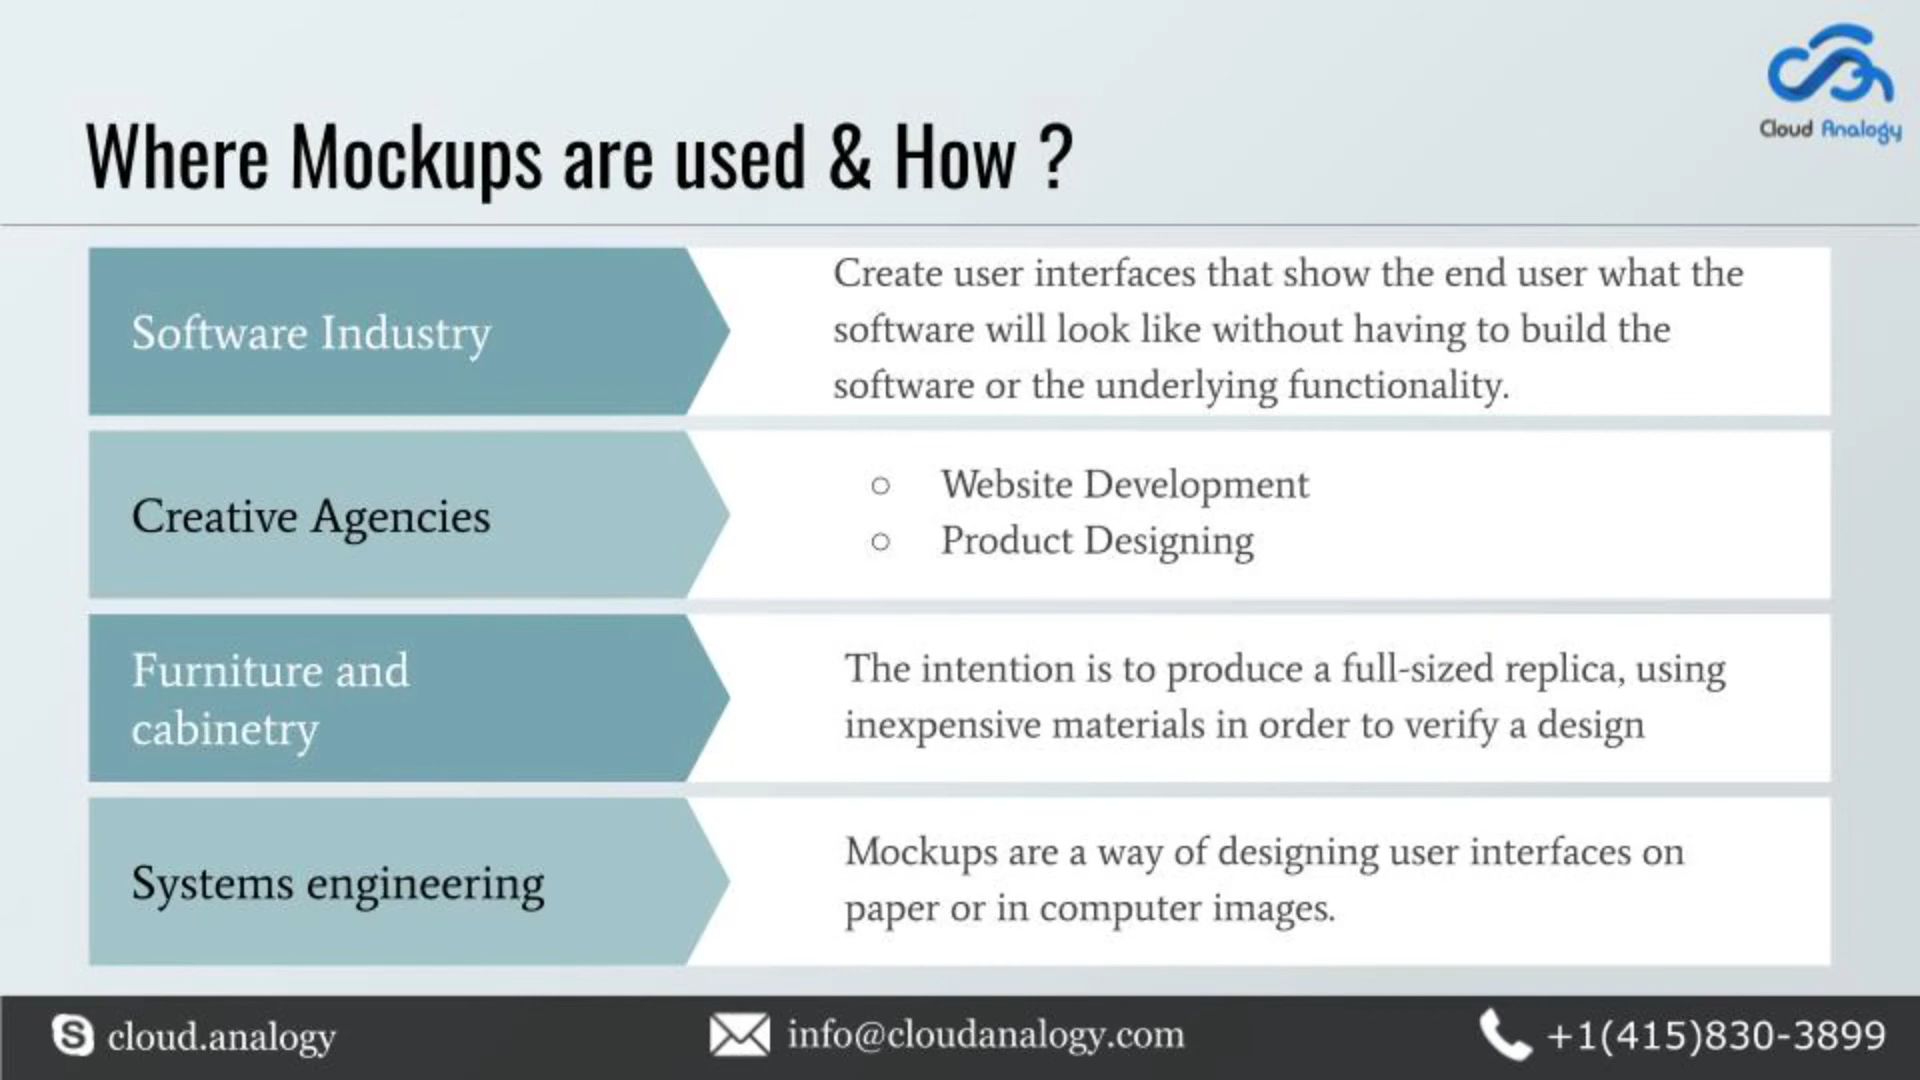 Cloud Analogy
Where Mockups are used & How ?
Software Industry
Create user interfaces that show the end user what the
software will look like without having to build the
software or the underlying functionality.
Creative Agencies
○ Website Development
○ Product Designing
Furniture and
cabinetry
The intention is to produce a full-sized replica, using
inexpensive materials in order to verify a design
Systems engineering
Mockups are a way of designing user interfaces on
paper or in computer images.
cloud.analogy
info@cloudanalogy.com
+1(415)830-3899